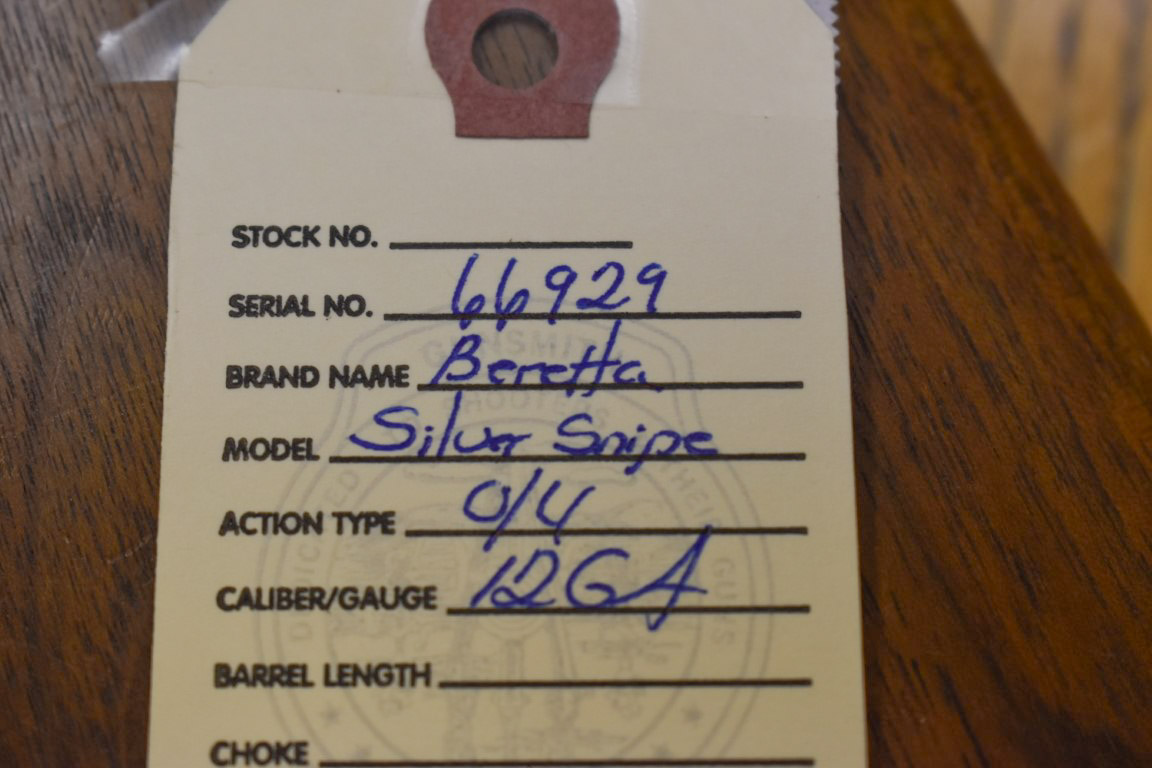 STOCK NO.
SERIAL NO. 66929
BRAND NAME Beretta
MODEL Silver Snipe
ACTION TYPE O/U
CALIBER/GAUGE 12GA
BARREL LENGTH
CHOKE